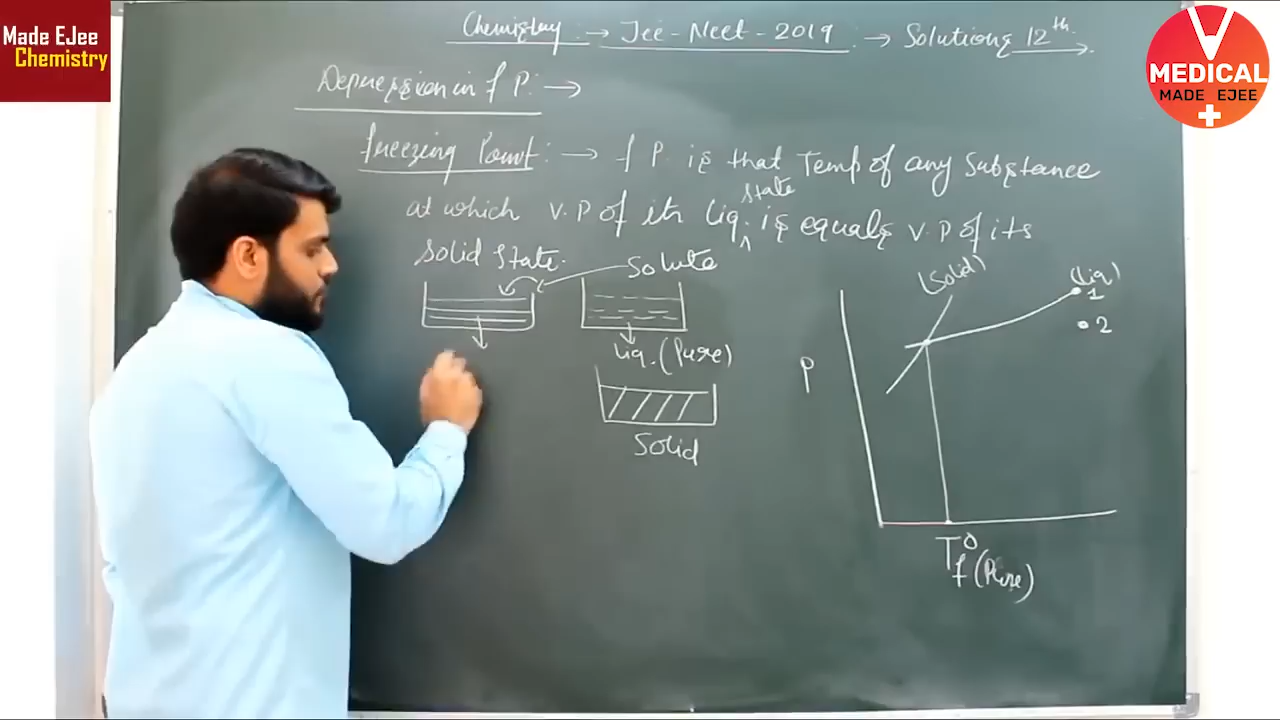 Made EJee
Chemistry
V
MEDICAL
MADE EJEE
Chemistry :→ Jee-Neet-2019 → Solutions 12th
Depression in f P: →
Freezing Point: → f P. is that Temp of any Substance
at which V.P of its Liq. state is equals V.P of its
Solid State.
Solute
Liq. (Pure)
Solid
(Solid)
(Liq)
1
2
P
T°f (Pure)